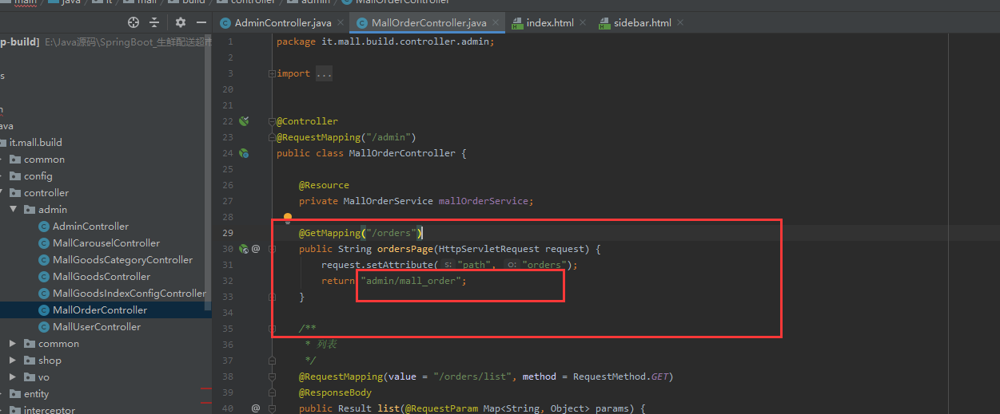 main java it mall build controller admin MallOrderController
AdminController.java MallOrderController.java index.html sidebar.html
p-build] E:\Java源码\SpringBoot_生鲜配送超市
s
n
ava
it.mall.build
common
config
controller
admin
AdminController
MallCarouselController
MallGoodsCategoryController
MallGoodsController
MallGoodsIndexConfigController
MallOrderController
MallUserController
common
shop
vo
entity
interceptor
1 package it.mall.build.controller.admin;
2
3 import ...
20
21
22 @Controller
23 @RequestMapping("/admin")
24 public class MallOrderController {
25
26 @Resource
27 private MallOrderService mallOrderService;
28
29 @GetMapping("/orders")
30 @ public String ordersPage(HttpServletRequest request) {
31 request.setAttribute( s: "path", o: "orders");
32 return "admin/mall_order";
33 }
34
35 /**
36 * 列表
37 */
38 @RequestMapping(value = "/orders/list", method = RequestMethod.GET)
39 @ResponseBody
40 @ public Result list(@RequestParam Map<String, Object> params) {